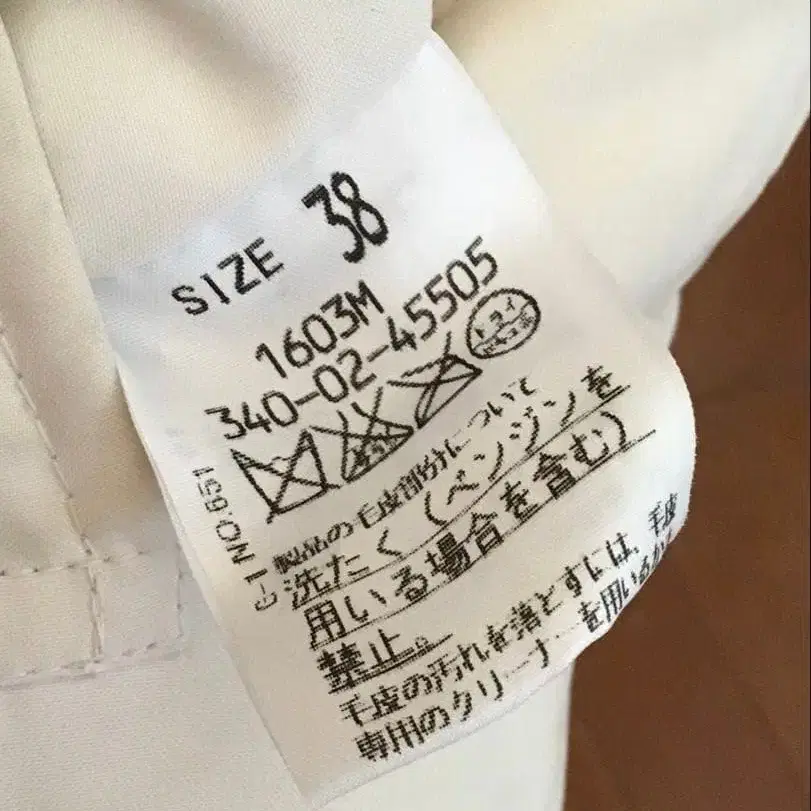 SIZE 38
1603M
340-02-45505
製品の毛皮部分について
洗たく(ベンジンを
用いる場合を含む)
禁止。
毛皮の汚れを落とすには、毛皮
専用のクリーナーを用いるか
C-1 NO.651